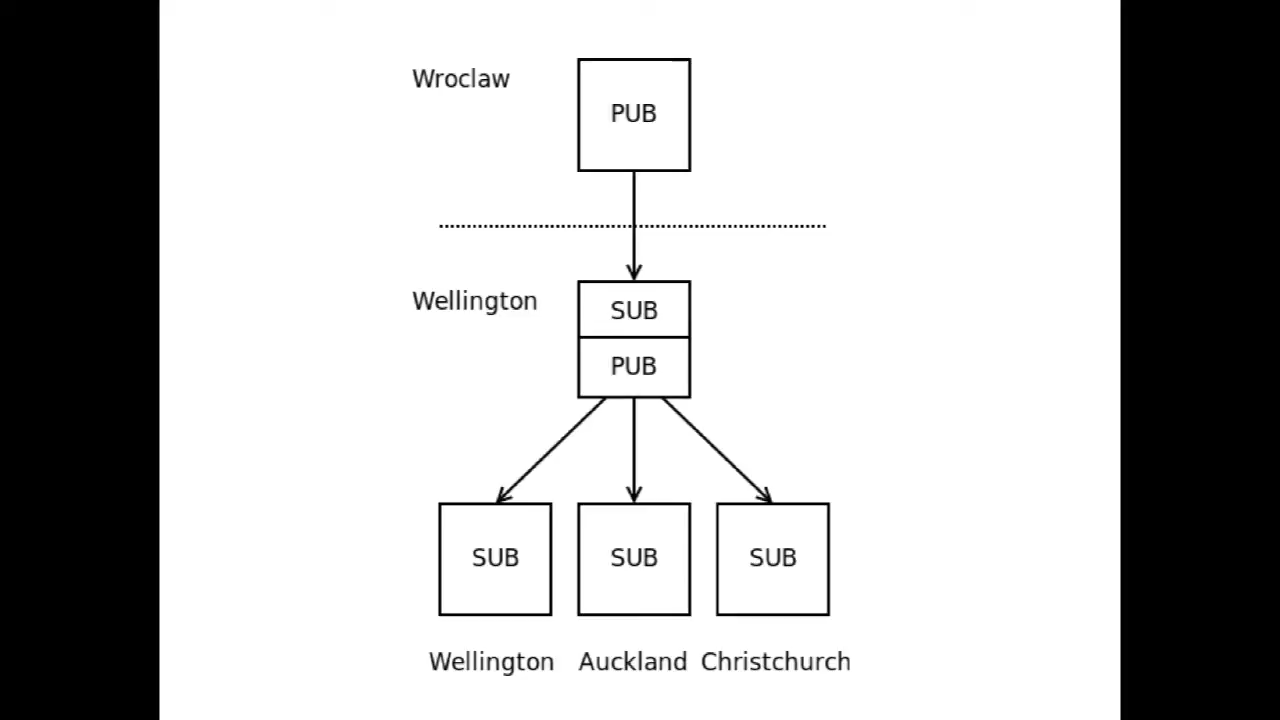 Wroclaw
PUB
SUB
Wellington
PUB
SUB
SUB
SUB
Wellington
Auckland
Christchurch